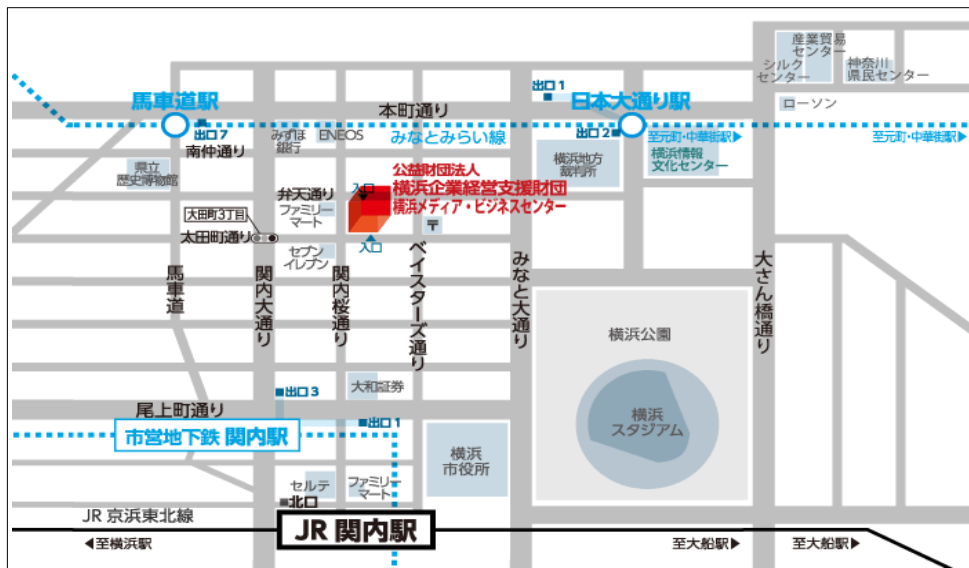 産業貿易
センター
シルク
センター
神奈川
県民センター
ローソン
出口1
馬車道駅
本町通り
日本大通り駅
出口7
みずほ
銀行
ENEOS
みなとみらい線
出口2
至元町・中華街駅▶
至元町・中華街駅▶
南仲通り
県立
歴史博物館
横浜地方
裁判所
横浜情報
文化センター
公益財団法人
横浜企業経営支援財団
横浜メディア・ビジネスセンター
入口
弁天通り
ファミリー
マート
〒
大田町3丁目
太田町通り
セブン
イレブン
入口
馬車道
関内大通り
関内桜通り
ベイスターズ通り
みなと大通り
大さん橋通り
横浜公園
横浜
スタジアム
出口3
大和証券
尾上町通り
出口1
市営地下鉄 関内駅
横浜
市役所
セルテ
ファミリー
マート
北口
JR 京浜東北線
JR 関内駅
◀至横浜駅
至大船駅▶
至大船駅▶